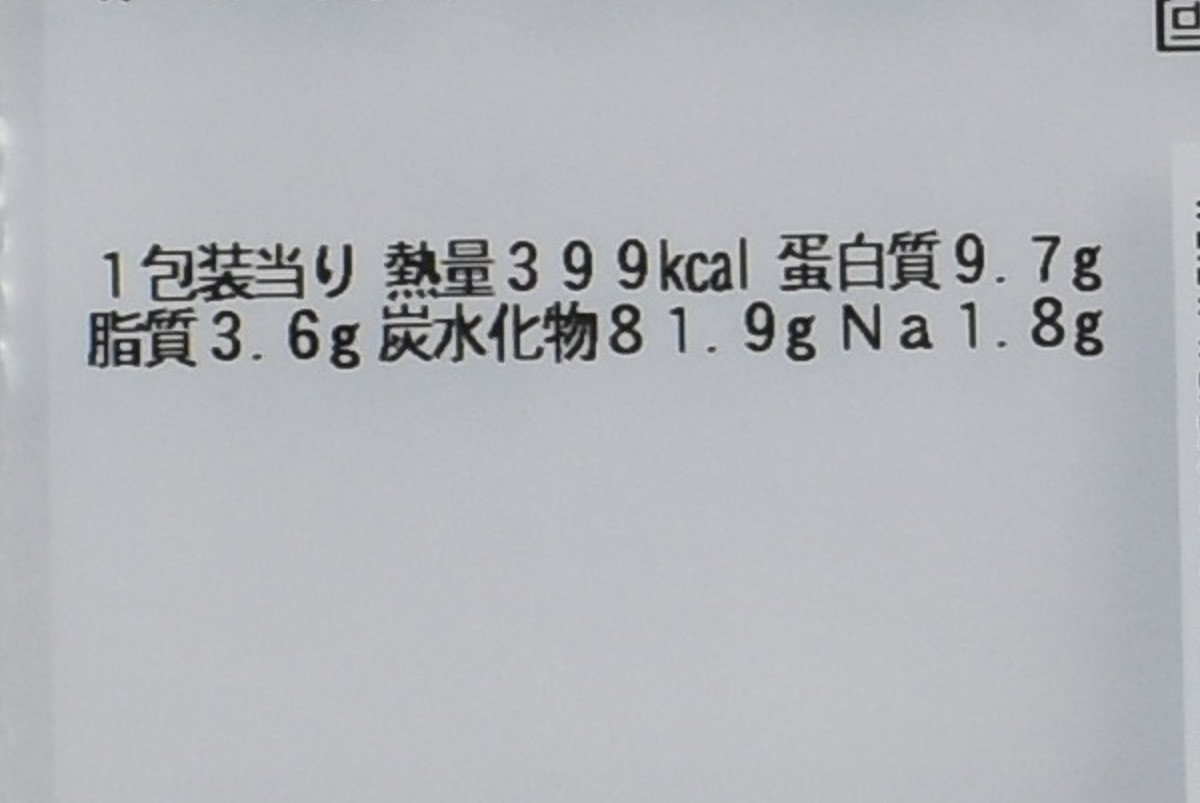 1包装当り 熱量399kcal 蛋白質9.7g
脂質3.6g 炭水化物81.9g Na1.8g